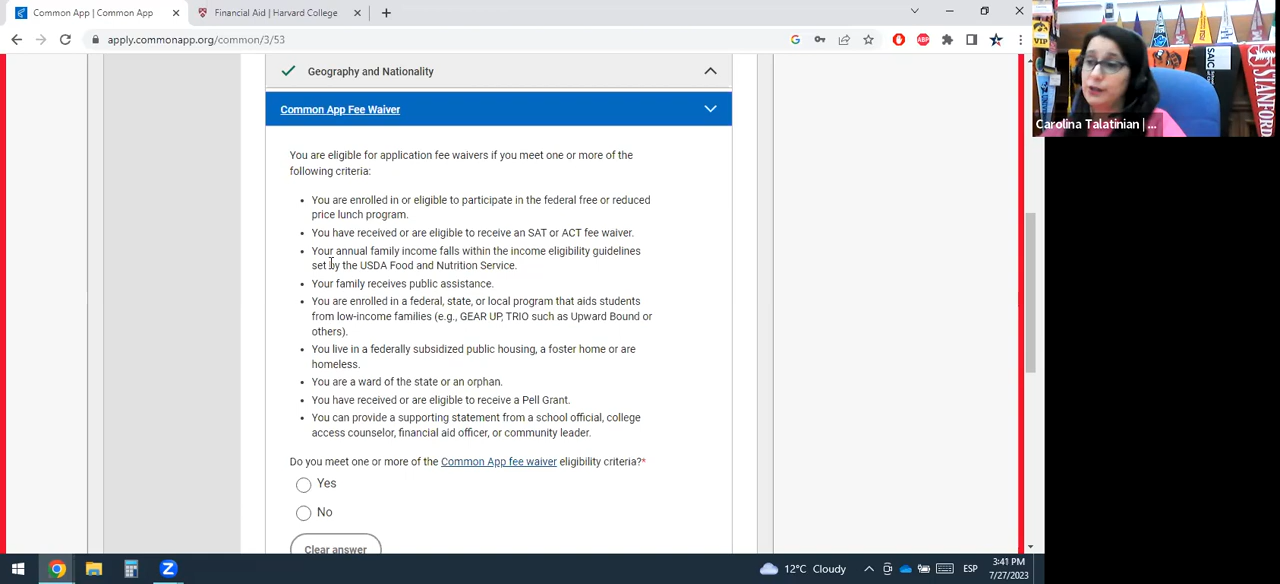 Common App | Common App
Financial Aid | Harvard College
apply.commonapp.org/common/3/53
Geography and Nationality
Common App Fee Waiver
You are eligible for application fee waivers if you meet one or more of the
following criteria:
• You are enrolled in or eligible to participate in the federal free or reduced
price lunch program.
• You have received or are eligible to receive an SAT or ACT fee waiver.
• Your annual family income falls within the income eligibility guidelines
set by the USDA Food and Nutrition Service.
• Your family receives public assistance.
• You are enrolled in a federal, state, or local program that aids students
from low-income families (e.g., GEAR UP, TRIO such as Upward Bound or
others).
• You live in a federally subsidized public housing, a foster home or are
homeless.
• You are a ward of the state or an orphan.
• You have received or are eligible to receive a Pell Grant.
• You can provide a supporting statement from a school official, college
access counselor, financial aid officer, or community leader.
Do you meet one or more of the Common App fee waiver eligibility criteria?*
Yes
No
Clear answer
VIP
SAIC
STANFORD
Carolina Talatinian | ...
12°C Cloudy
ESP
3:41 PM
7/27/2023